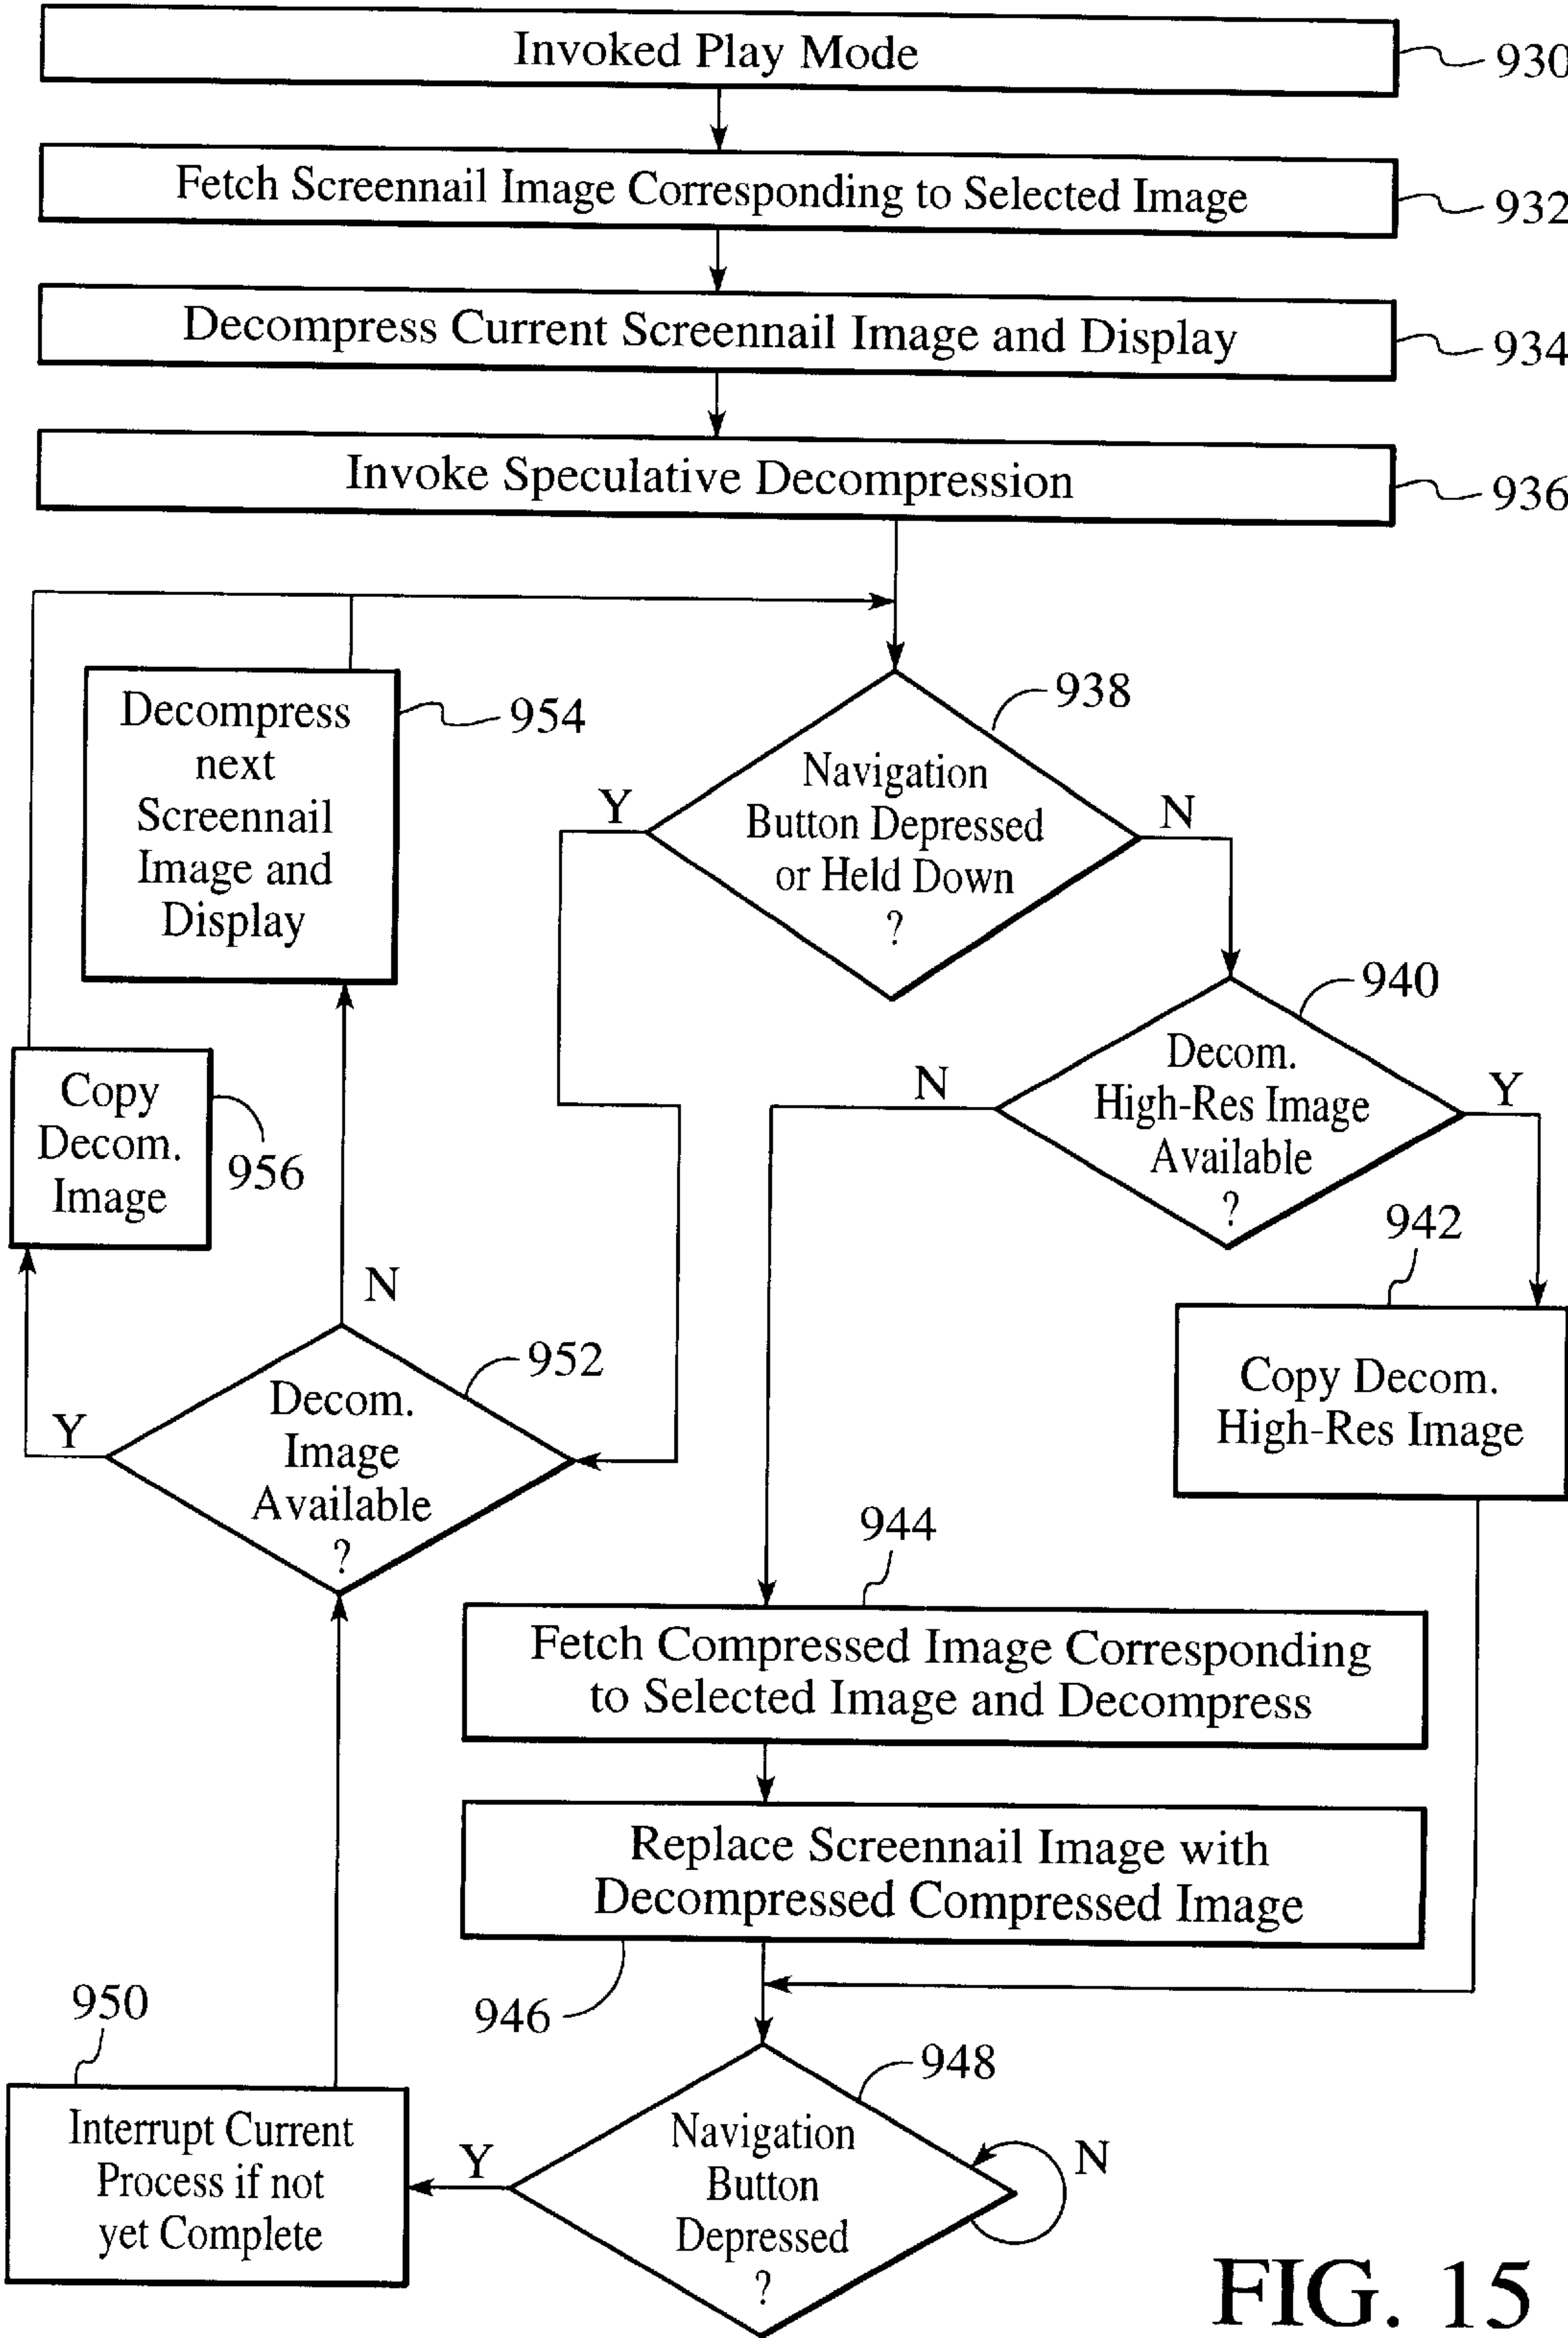 Invoked Play Mode
930
Fetch Screennail Image Corresponding to Selected Image
932
Decompress Current Screennail Image and Display
934
Invoke Speculative Decompression
936
Decompress
next
Screennail
Image and
Display
954
938
Navigation
Button Depressed
or Held Down
?
Y
N
940
Decom.
High-Res Image
Available
?
N
Y
Copy
Decom.
Image
956
942
Copy Decom.
High-Res Image
N
952
Decom.
Image
Available
?
Y
944
Fetch Compressed Image Corresponding
to Selected Image and Decompress
Replace Screennail Image with
Decompressed Compressed Image
946
950
Interrupt Current
Process if not
yet Complete
948
Navigation
Button
Depressed
?
Y
N
FIG. 15